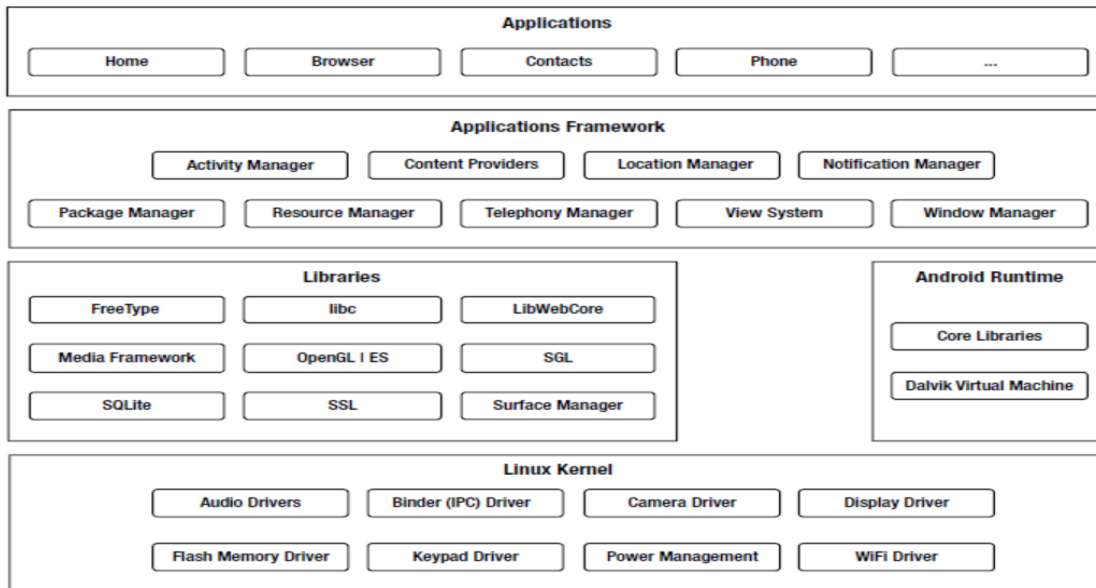 Applications
Home Browser Contacts Phone ...
Applications Framework
Activity Manager Content Providers Location Manager Notification Manager
Package Manager Resource Manager Telephony Manager View System Window Manager
Libraries
FreeType libc LibWebCore
Media Framework OpenGL | ES SGL
SQLite SSL Surface Manager
Android Runtime
Core Libraries
Dalvik Virtual Machine
Linux Kernel
Audio Drivers Binder (IPC) Driver Camera Driver Display Driver
Flash Memory Driver Keypad Driver Power Management WiFi Driver